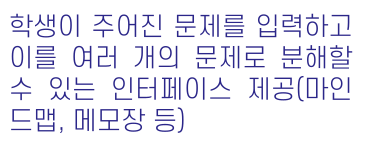 학생이 주어진 문제를 입력하고
이를 여러 개의 문제로 분해할
수 있는 인터페이스 제공(마인
드맵, 메모장 등)